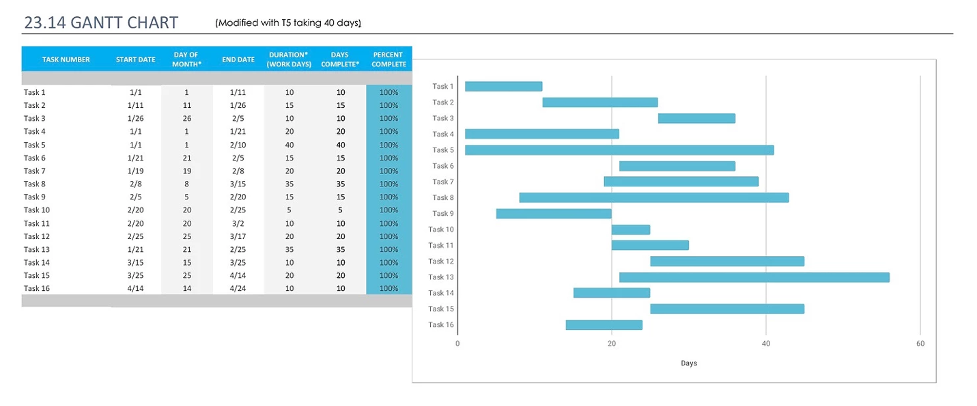 23.14 GANTT CHART (Modified with T5 taking 40 days)
TASK NUMBER START DATE DAY OF MONTH* END DATE DURATION* (WORK DAYS) DAYS COMPLETE* PERCENT COMPLETE
Task 1 1/1 1 1/11 10 10 100%
Task 2 1/11 11 1/26 15 15 100%
Task 3 1/26 26 2/5 10 10 100%
Task 4 1/1 1 1/21 20 20 100%
Task 5 1/1 1 2/10 40 40 100%
Task 6 1/21 21 2/5 15 15 100%
Task 7 1/19 19 2/8 20 20 100%
Task 8 2/8 8 3/15 35 35 100%
Task 9 2/5 5 2/20 15 15 100%
Task 10 2/20 20 2/25 5 5 100%
Task 11 2/20 20 3/2 10 10 100%
Task 12 2/25 25 3/17 20 20 100%
Task 13 1/21 21 2/25 35 35 100%
Task 14 3/15 15 3/25 10 10 100%
Task 15 3/25 25 4/14 20 20 100%
Task 16 4/14 14 4/24 10 10 100%
Task 1
Task 2
Task 3
Task 4
Task 5
Task 6
Task 7
Task 8
Task 9
Task 10
Task 11
Task 12
Task 13
Task 14
Task 15
Task 16
0 20 40 60
Days